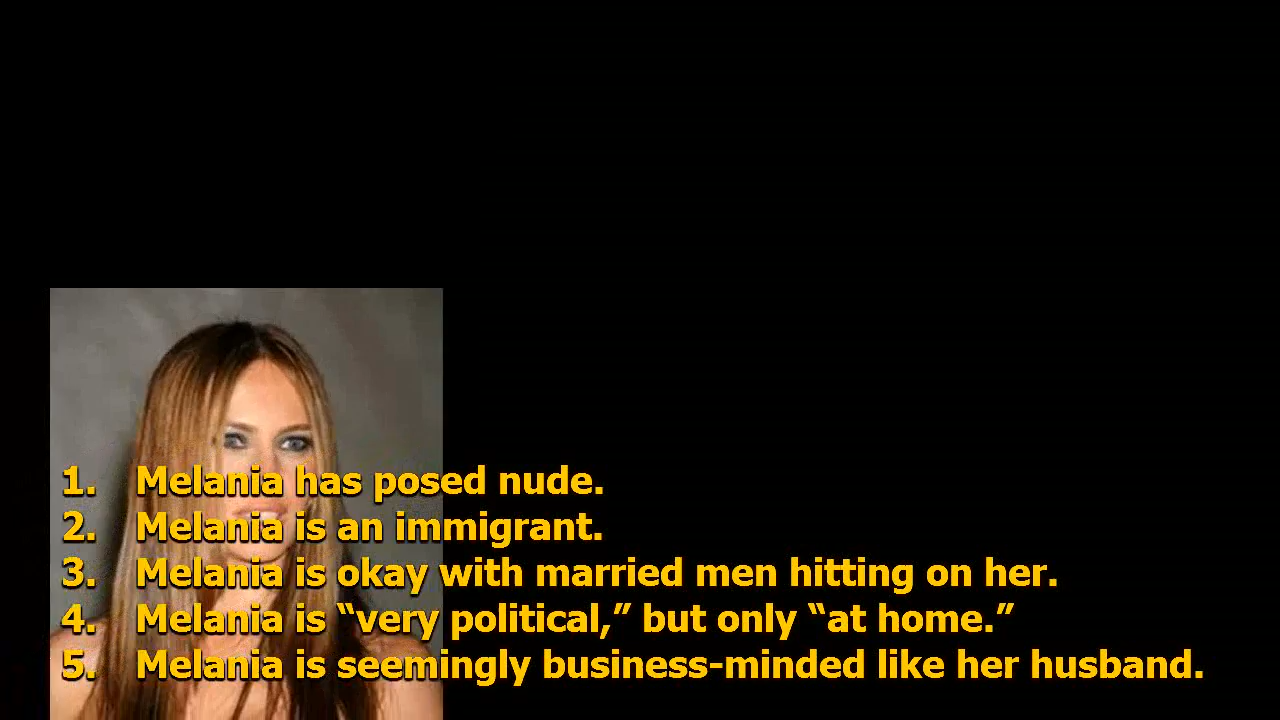 1. Melania has posed nude.
2. Melania is an immigrant.
3. Melania is okay with married men hitting on her.
4. Melania is “very political,” but only “at home.”
5. Melania is seemingly business-minded like her husband.